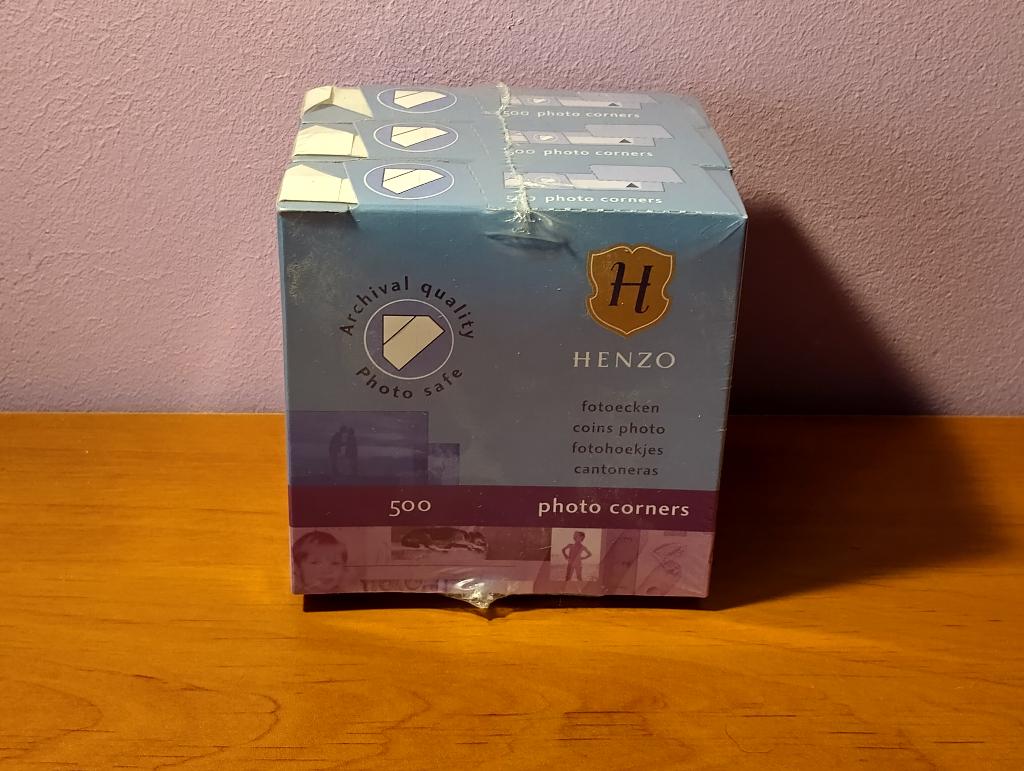 500 photo corners
500 photo corners
500 photo corners
Archival quality
Photo safe
H
HENZO
fotoecken
coins photo
fotohoekjes
cantoneras
500 photo corners